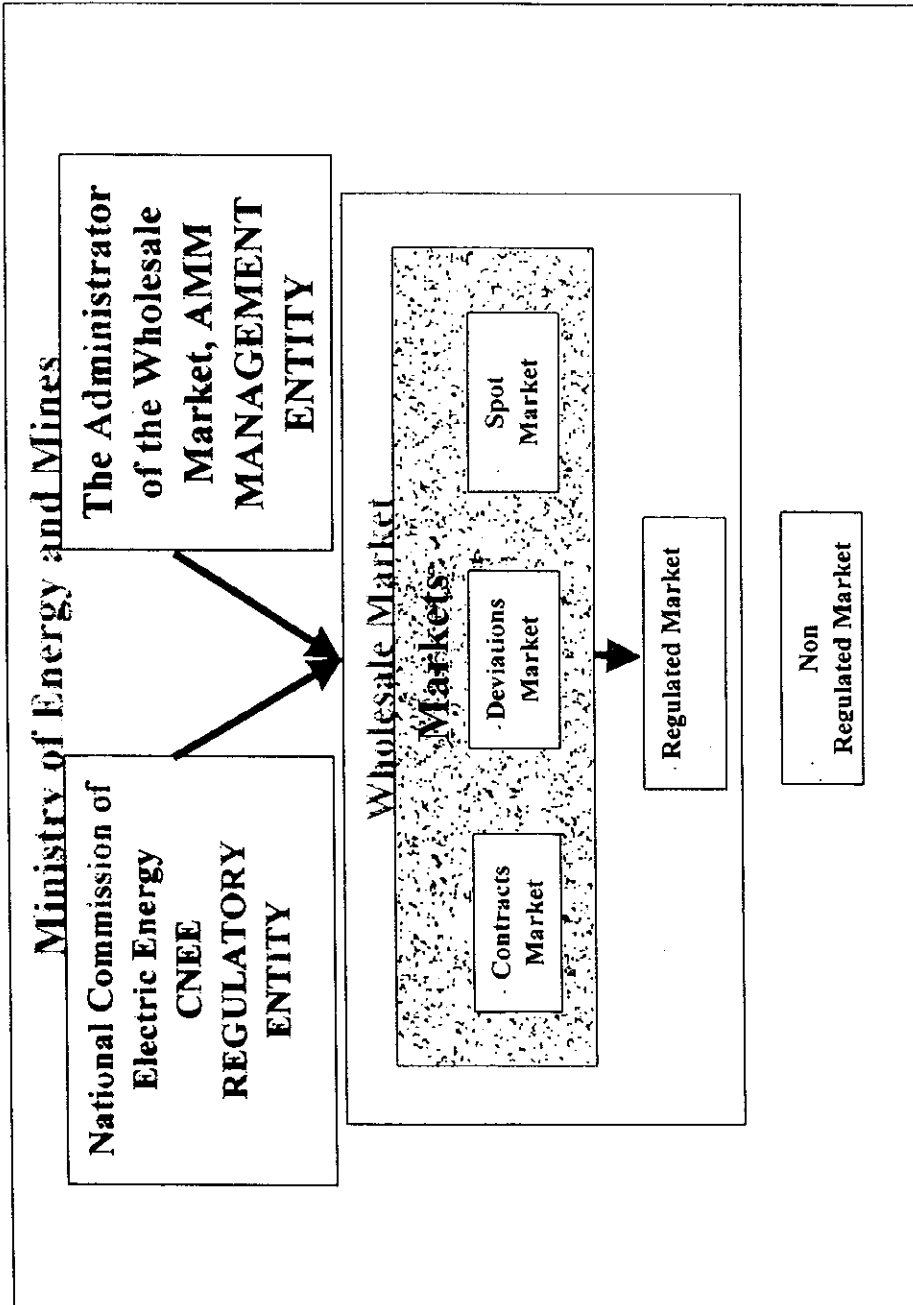 Ministry of Energy and Mines
National Commission of
Electric Energy
CNEE
REGULATORY
ENTITY
The Administrator
of the Wholesale
Market, AMM
MANAGEMENT
ENTITY
Wholesale Market
Markets
Contracts
Market
Deviations
Market
Spot
Market
Regulated Market
Non
Regulated Market